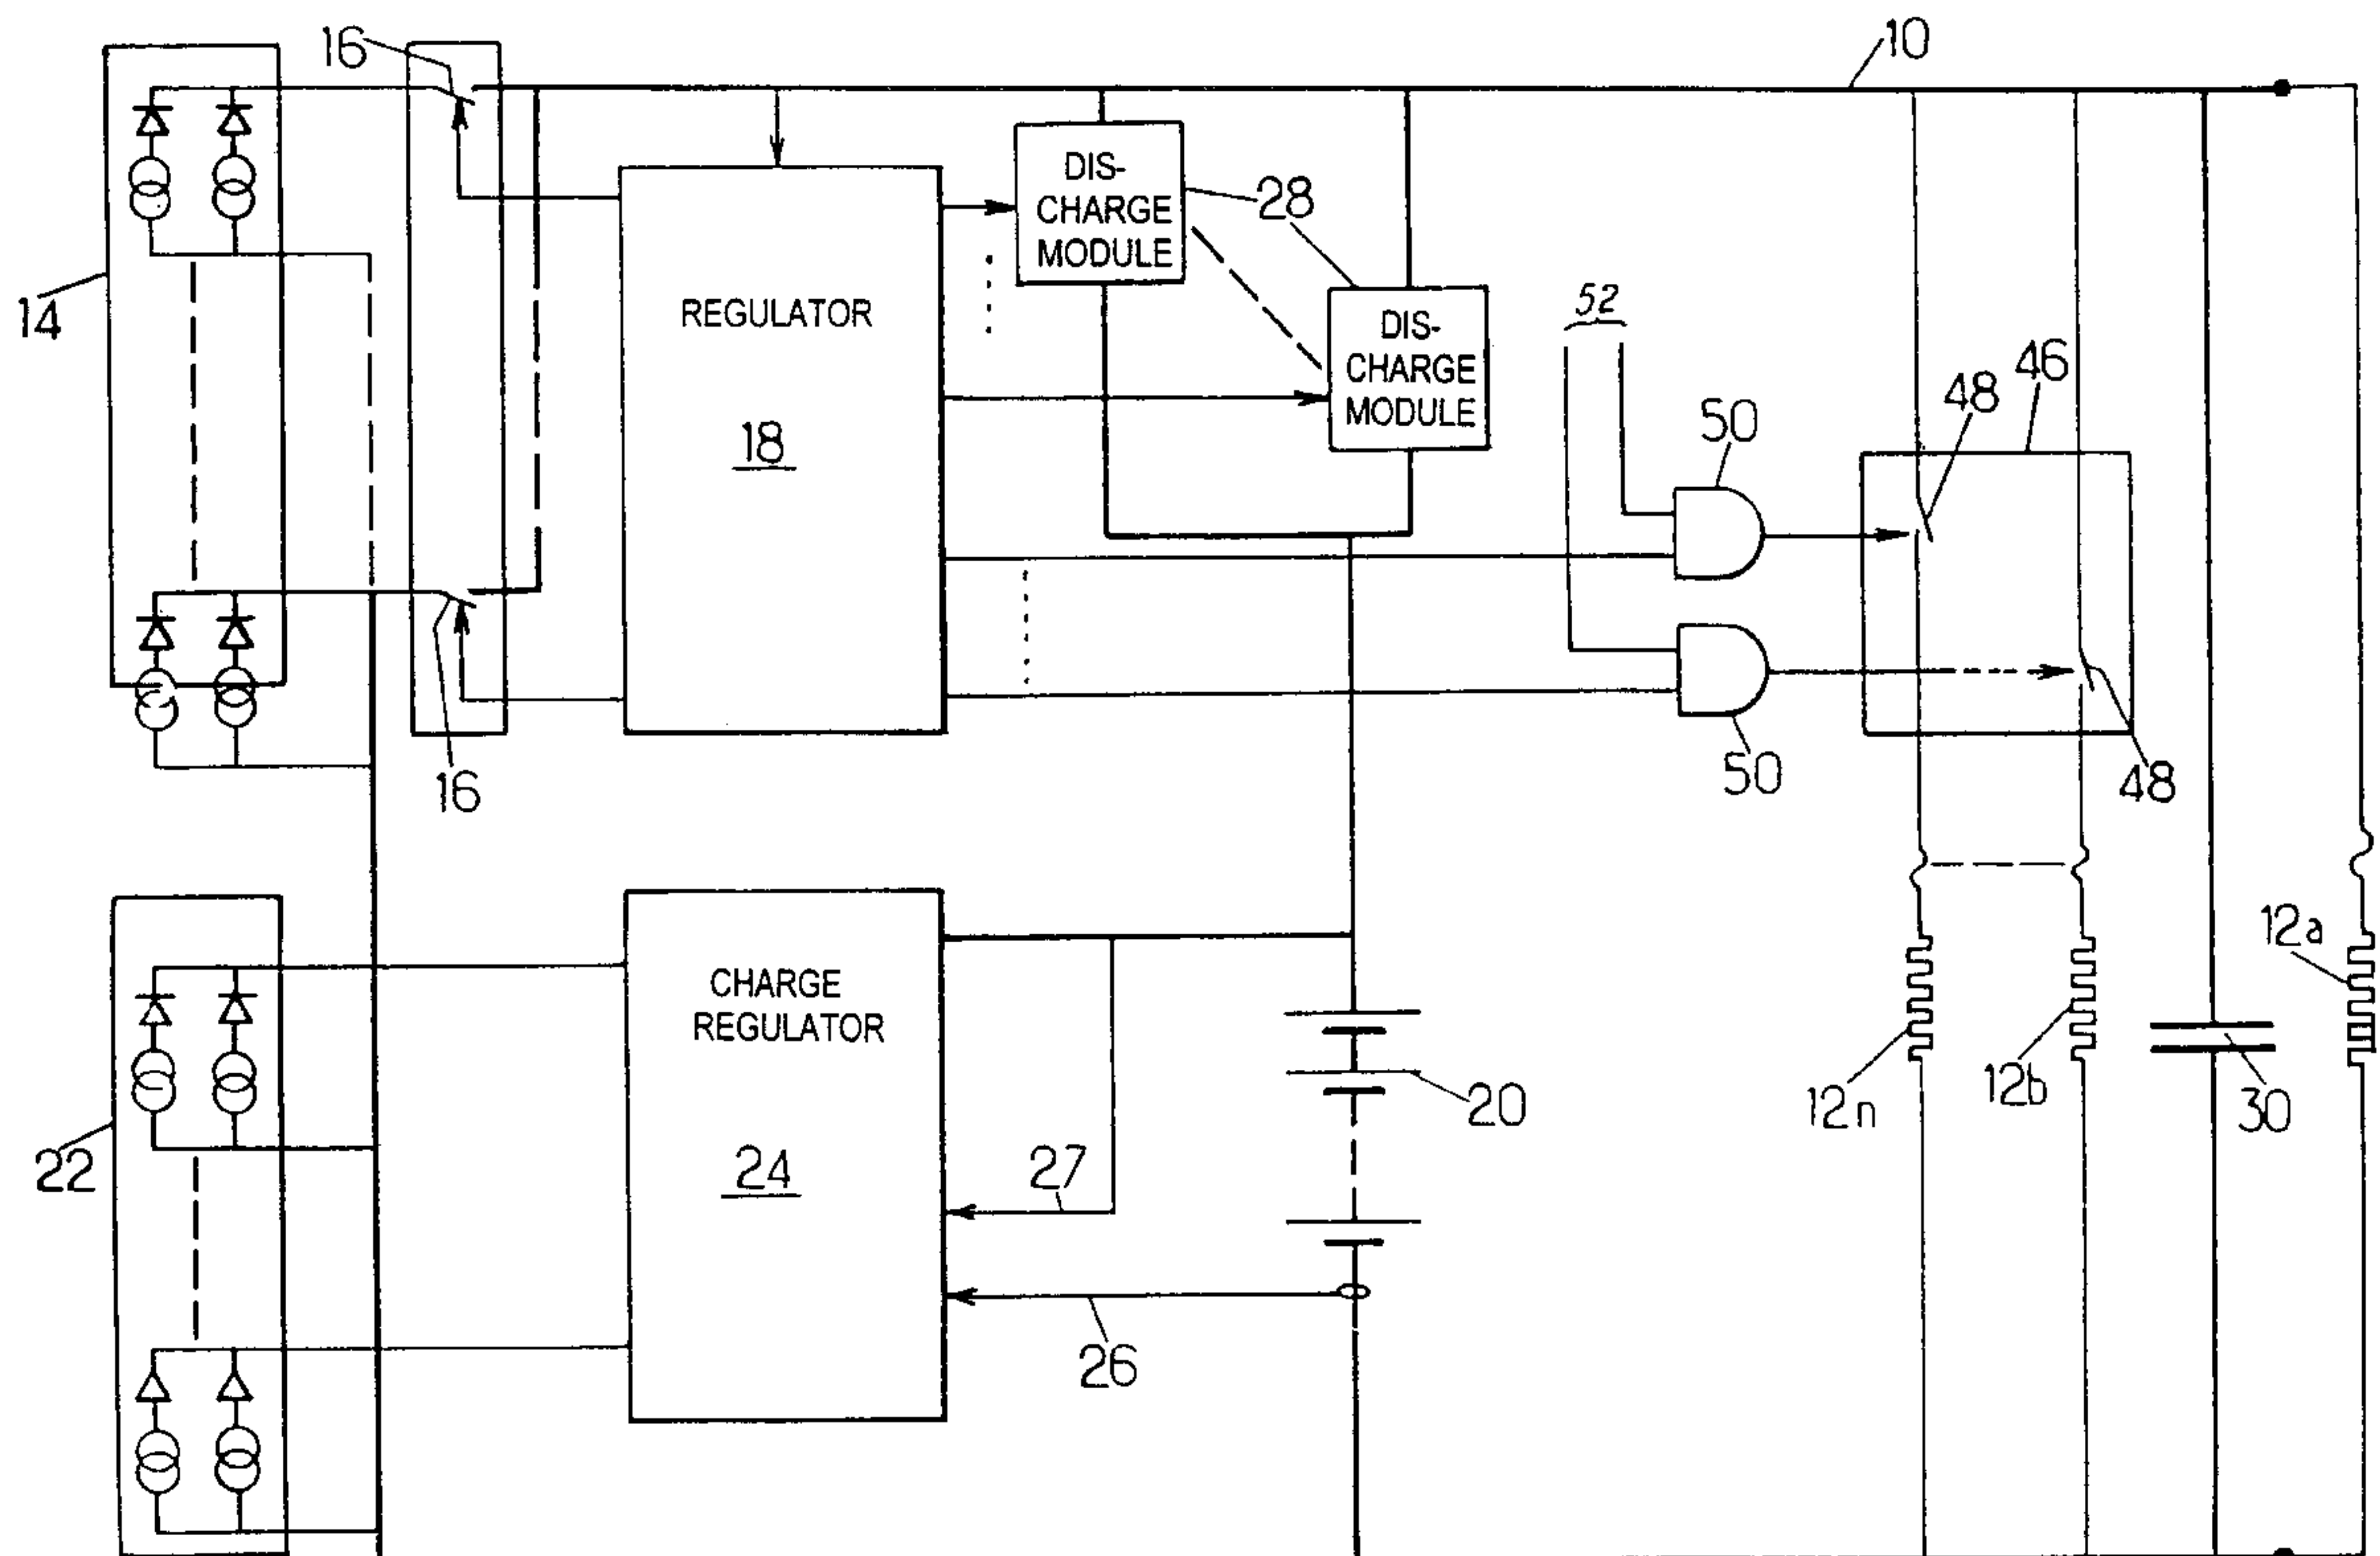 16
10
DIS-
CHARGE
MODULE
28
14
REGULATOR
18
DIS-
CHARGE
MODULE
52
46
48
50
50
48
16
12a
CHARGE
REGULATOR
24
20
12n
12b
30
22
27
26